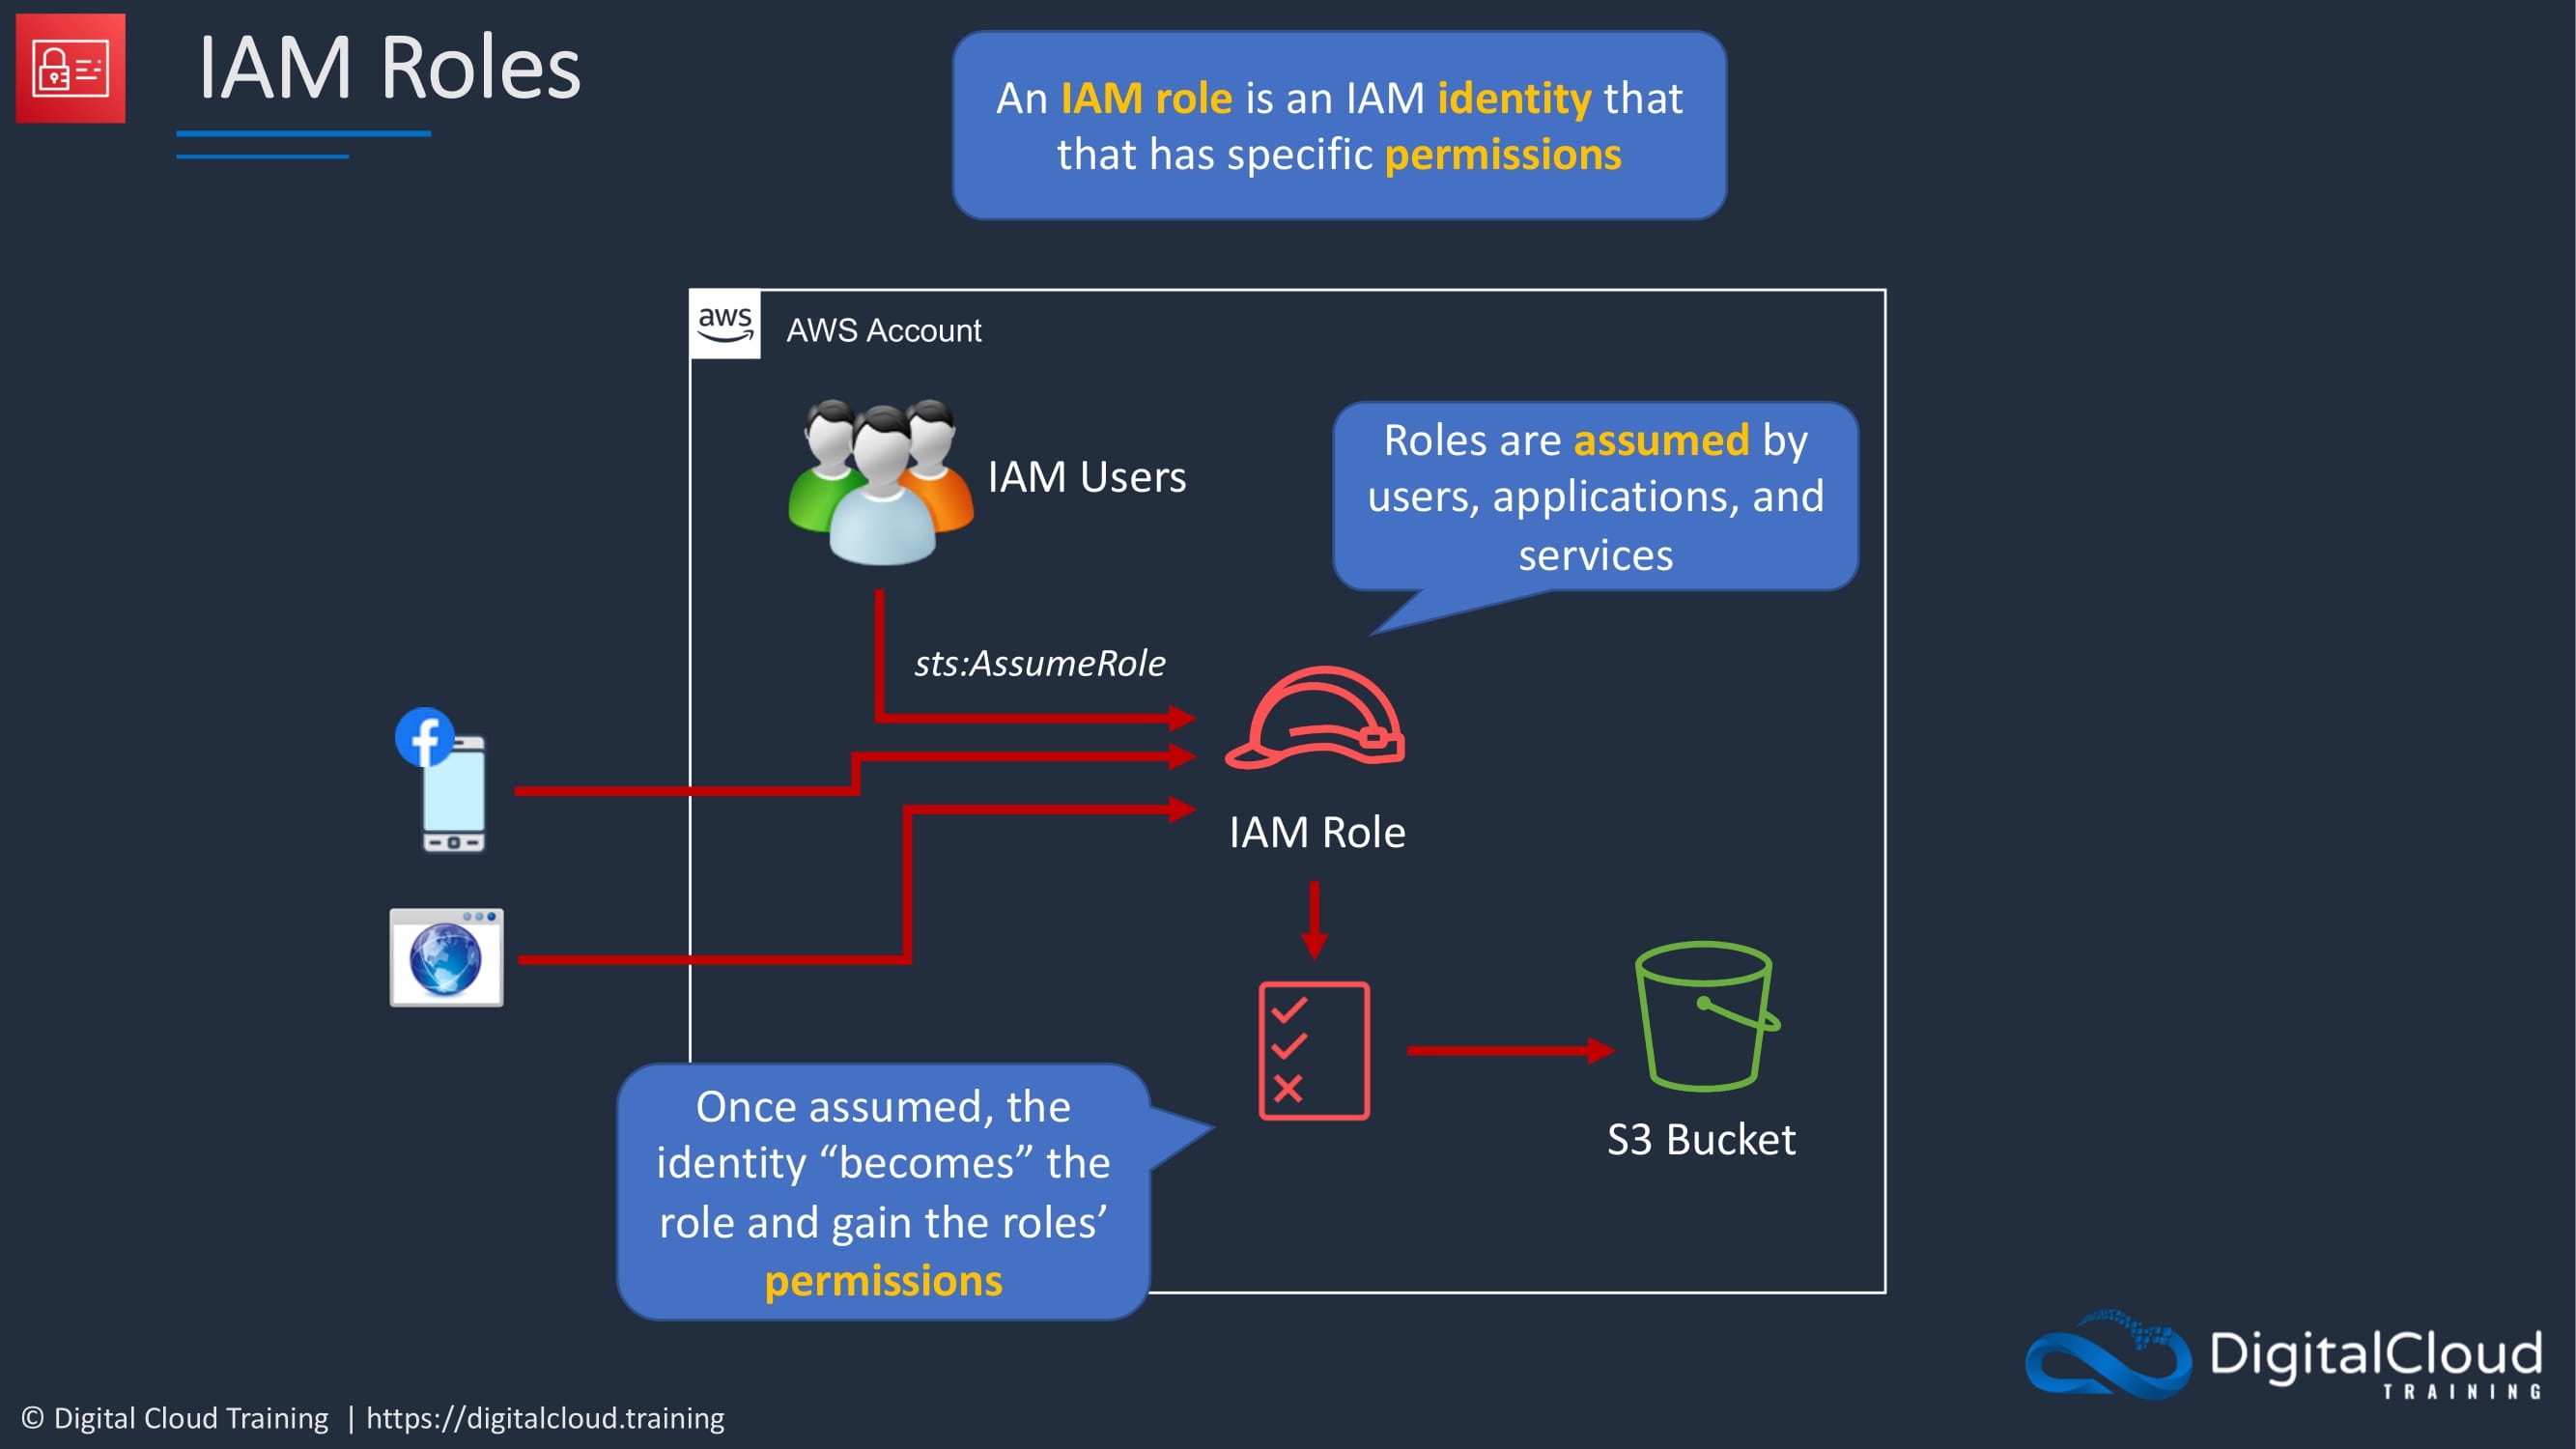 IAM Roles
An IAM role is an IAM identity that
that has specific permissions
aws
AWS Account
IAM Users
Roles are assumed by
users, applications, and
services
sts:AssumeRole
f
IAM Role
Once assumed, the
identity “becomes” the
role and gain the roles’
permissions
S3 Bucket
DigitalCloud
TRAINING
© Digital Cloud Training | https://digitalcloud.training